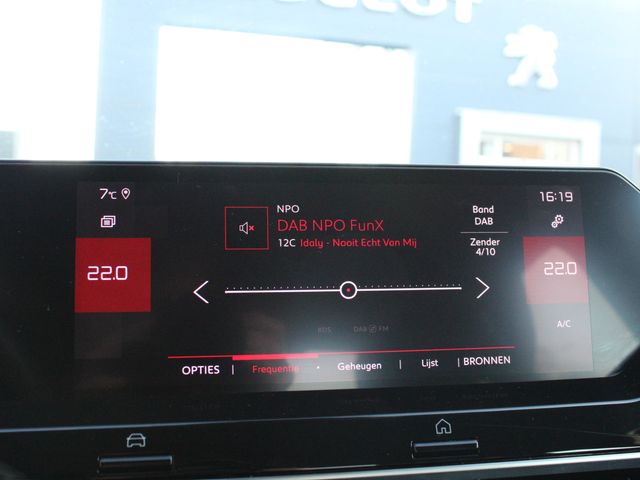 7°C
16:19
NPO
DAB NPO FunX
12C Idaly - Nooit Echt Van Mij
Band
DAB
Zender
4/10
22.0
22.0
A/C
RDS DAB FM
OPTIES | Frequentie · Geheugen | Lijst | BRONNEN